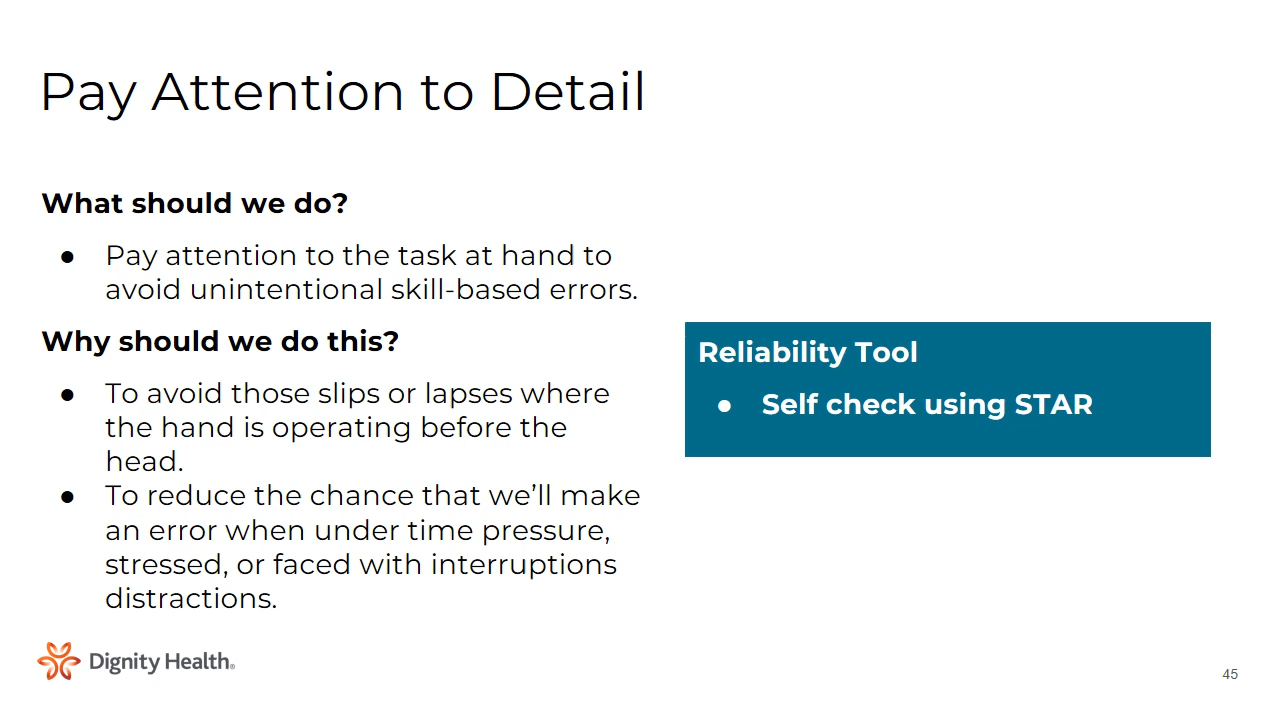 Pay Attention to Detail
What should we do?
● Pay attention to the task at hand to
avoid unintentional skill-based errors.
Why should we do this?
● To avoid those slips or lapses where
the hand is operating before the
head.
● To reduce the chance that we’ll make
an error when under time pressure,
stressed, or faced with interruptions
distractions.
Reliability Tool
● Self check using STAR
Dignity Health®
45